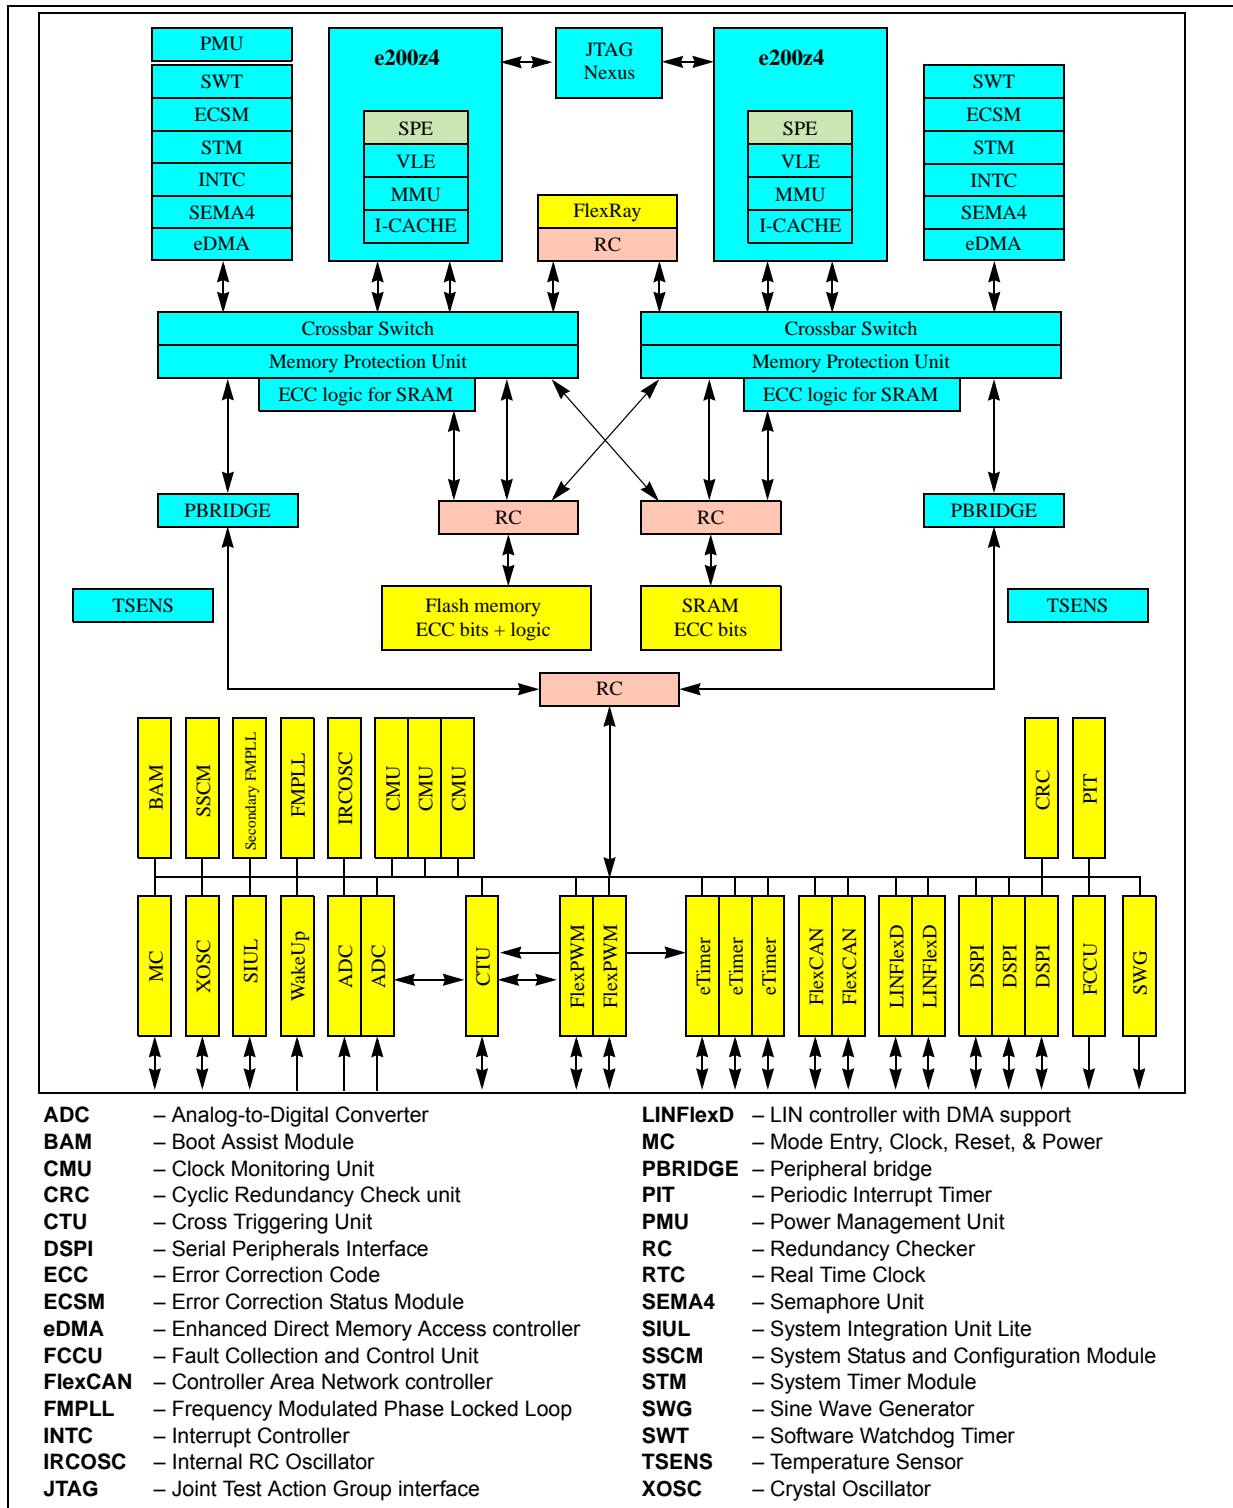 PMU
SWT
ECSM
STM
INTC
SEMA4
eDMA
e200z4
SPE
VLE
MMU
I-CACHE
JTAG
Nexus
FlexRay
RC
e200z4
SPE
VLE
MMU
I-CACHE
SWT
ECSM
STM
INTC
SEMA4
eDMA
Crossbar Switch
Memory Protection Unit
ECC logic for SRAM
Crossbar Switch
Memory Protection Unit
ECC logic for SRAM
PBRIDGE
RC
RC
PBRIDGE
TSENS
Flash memory
ECC bits + logic
SRAM
ECC bits
TSENS
RC
BAM
SSCM
Secondary FMPLL
FMPLL
IRCOSC
CMU
CMU
CMU
CRC
PIT
MC
XOSC
SIUL
WakeUp
ADC
ADC
CTU
FlexPWM
FlexPWM
eTimer
eTimer
eTimer
FlexCAN
FlexCAN
LINFlexD
LINFlexD
DSPI
DSPI
DSPI
FCCU
SWG
ADC – Analog-to-Digital Converter
BAM – Boot Assist Module
CMU – Clock Monitoring Unit
CRC – Cyclic Redundancy Check unit
CTU – Cross Triggering Unit
DSPI – Serial Peripherals Interface
ECC – Error Correction Code
ECSM – Error Correction Status Module
eDMA – Enhanced Direct Memory Access controller
FCCU – Fault Collection and Control Unit
FlexCAN – Controller Area Network controller
FMPLL – Frequency Modulated Phase Locked Loop
INTC – Interrupt Controller
IRCOSC – Internal RC Oscillator
JTAG – Joint Test Action Group interface
LINFlexD – LIN controller with DMA support
MC – Mode Entry, Clock, Reset, & Power
PBRIDGE – Peripheral bridge
PIT – Periodic Interrupt Timer
PMU – Power Management Unit
RC – Redundancy Checker
RTC – Real Time Clock
SEMA4 – Semaphore Unit
SIUL – System Integration Unit Lite
SSCM – System Status and Configuration Module
STM – System Timer Module
SWG – Sine Wave Generator
SWT – Software Watchdog Timer
TSENS – Temperature Sensor
XOSC – Crystal Oscillator